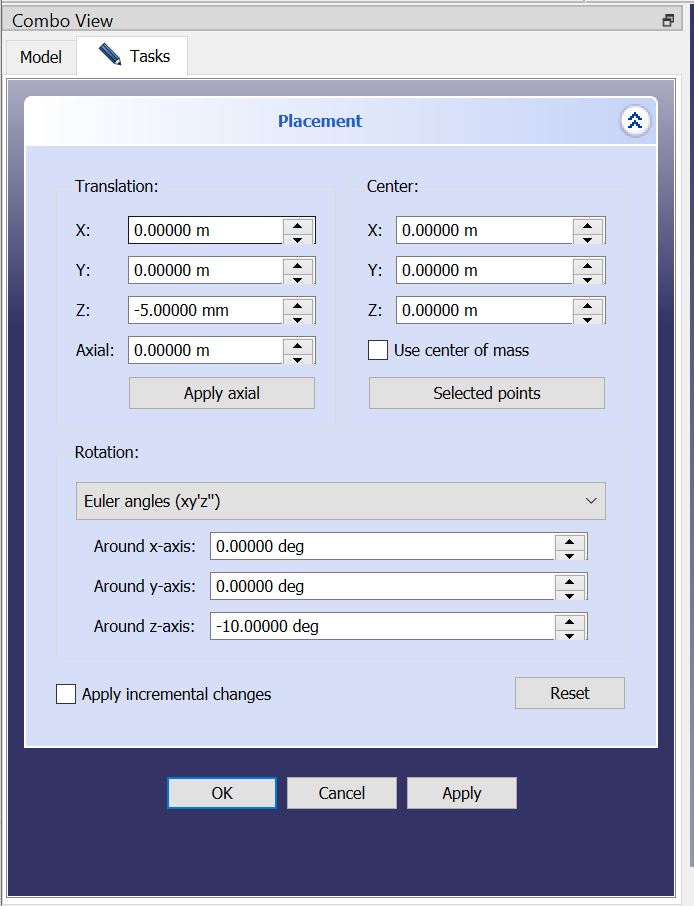 Combo View
Model
Tasks
Placement
Translation:
X: 0.00000 m
Y: 0.00000 m
Z: -5.00000 mm
Axial: 0.00000 m
Apply axial
Center:
X: 0.00000 m
Y: 0.00000 m
Z: 0.00000 m
Use center of mass
Selected points
Rotation:
Euler angles (xy'z'')
Around x-axis: 0.00000 deg
Around y-axis: 0.00000 deg
Around z-axis: -10.00000 deg
Apply incremental changes
Reset
OK
Cancel
Apply